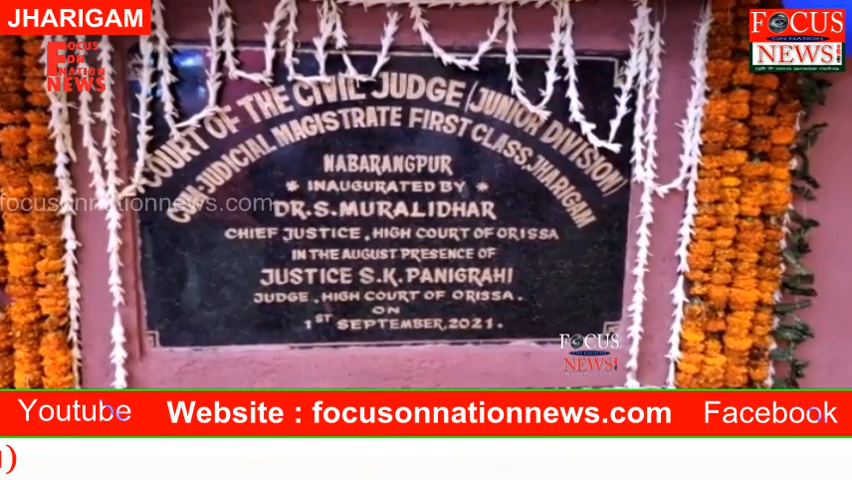 JHARIGAM
FOCUS
ON NATION
NEWS
FOCUS
ON NATION
NEWS
COURT OF THE CIVIL JUDGE (JUNIOR DIVISION)
CUM-JUDICIAL MAGISTRATE FIRST CLASS, JHARIGAM
NABARANGPUR
* INAUGURATED BY *
focusonnationnews.com
DR.S.MURALIDHAR
CHIEF JUSTICE, HIGH COURT OF ORISSA
IN THE AUGUST PRESENCE OF
JUSTICE S.K.PANIGRAHI
JUDGE, HIGH COURT OF ORISSA.
ON
1ST SEPTEMBER,2021.
FOCUS
NEWS
Youtube Website : focusonnationnews.com Facebook